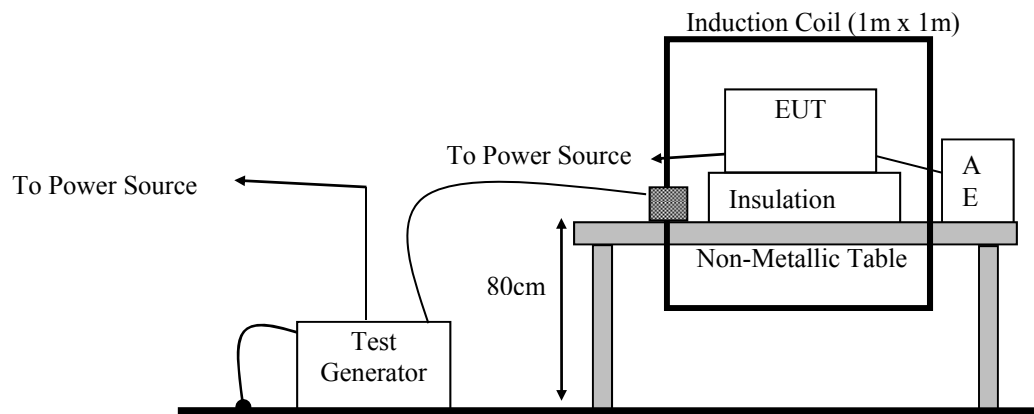 Induction Coil (1m x 1m)
EUT
To Power Source
A
E
To Power Source
Insulation
Non-Metallic Table
80cm
Test
Generator